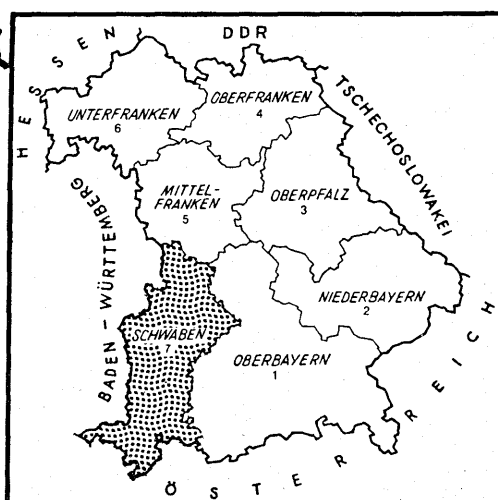 DDR
HESSEN
TSCHECHOSLOWAKEI
UNTERFRANKEN
6
OBERFRANKEN
4
BADEN-WÜRTTEMBERG
MITTEL-
FRANKEN
5
OBERPFALZ
3
NIEDERBAYERN
2
SCHWABEN
7
OBERBAYERN
1
ÖSTERREICH